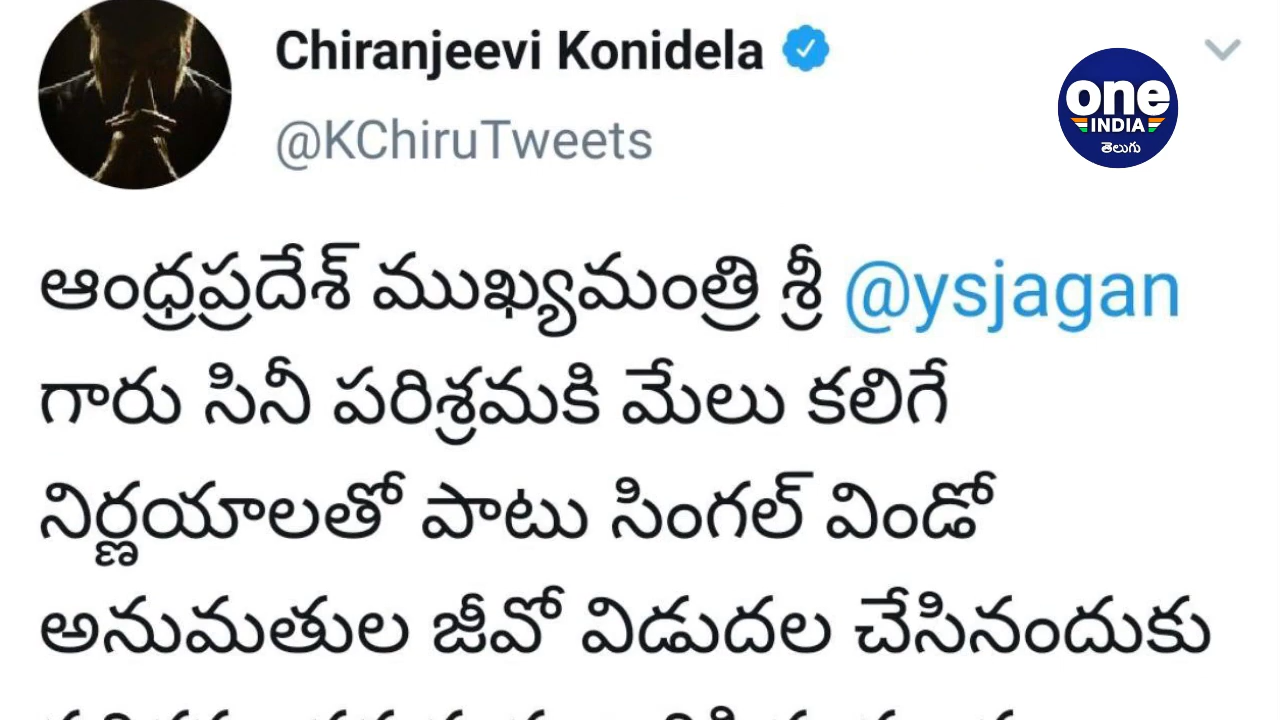 Chiranjeevi Konidela
@KChiruTweets
one
INDIA
తెలుగు
ఆంధ్రప్రదేశ్ ముఖ్యమంత్రి శ్రీ @ysjagan
గారు సినీ పరిశ్రమకి మేలు కలిగే
నిర్ణయాలతో పాటు సింగల్ విండో
అనుమతుల జీవో విడుదల చేసినందుకు